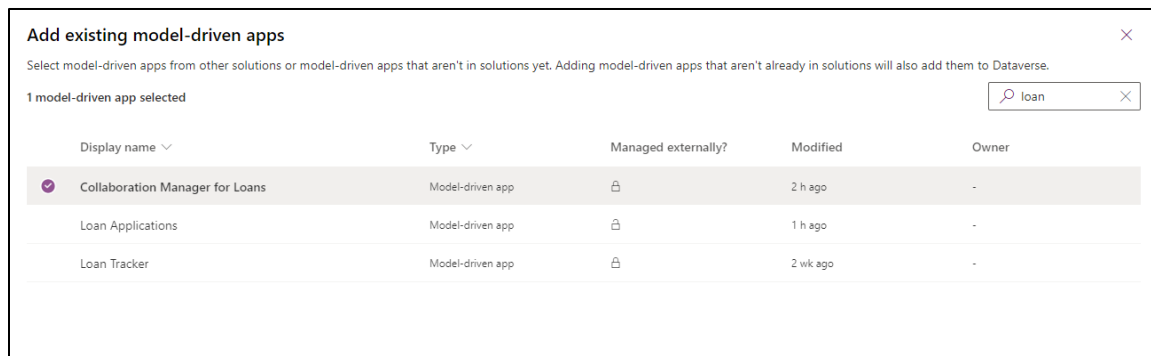 Add existing model-driven apps
Select model-driven apps from other solutions or model-driven apps that aren't in solutions yet. Adding model-driven apps that aren't already in solutions will also add them to Dataverse.
1 model-driven app selected
loan
Display name Type Managed externally? Modified Owner
Collaboration Manager for Loans Model-driven app 2 h ago -
Loan Applications Model-driven app 1 h ago -
Loan Tracker Model-driven app 2 wk ago -